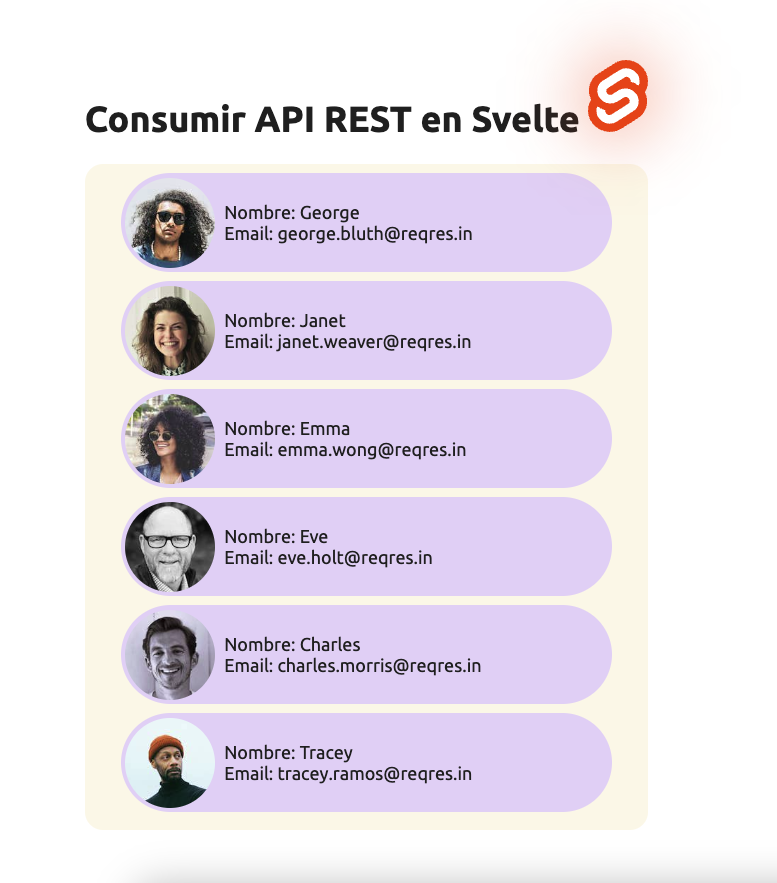 Consumir API REST en Svelte
Nombre: George
Email: george.bluth@reqres.in
Nombre: Janet
Email: janet.weaver@reqres.in
Nombre: Emma
Email: emma.wong@reqres.in
Nombre: Eve
Email: eve.holt@reqres.in
Nombre: Charles
Email: charles.morris@reqres.in
Nombre: Tracey
Email: tracey.ramos@reqres.in